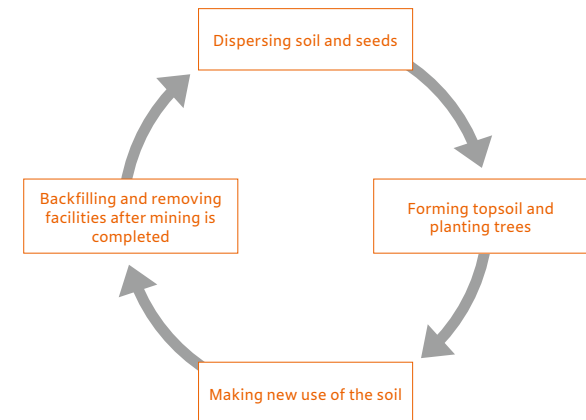 Dispersing soil and seeds
Backfilling and removing
facilities after mining is
completed
Forming topsoil and
planting trees
Making new use of the soil